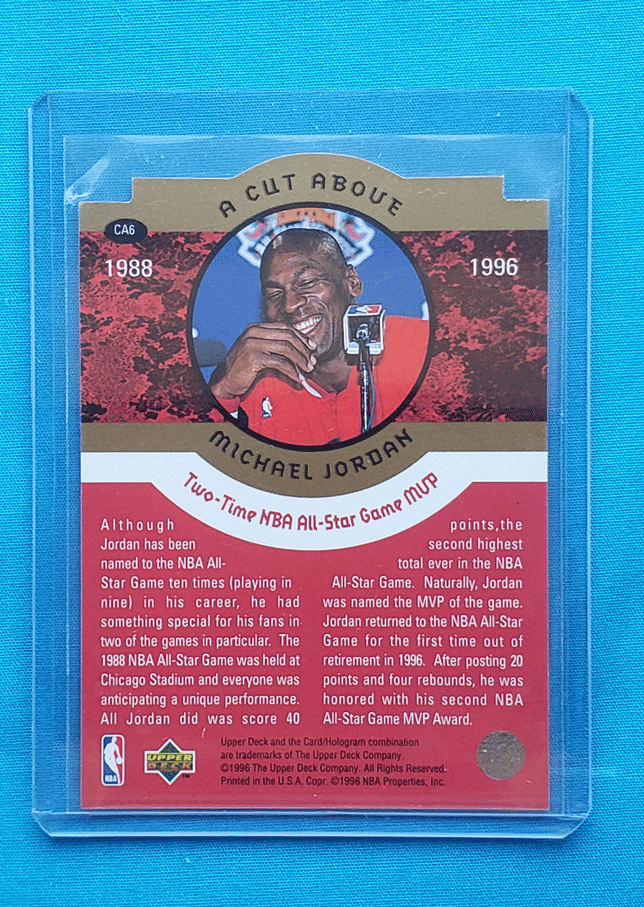 A CUT ABOVE
CA6
1988
1996
MICHAEL JORDAN
Two-Time NBA All-Star Game MVP
Although
Jordan has been
named to the NBA All-
Star Game ten times (playing in
nine) in his career, he had
something special for his fans in
two of the games in particular. The
1988 NBA All-Star Game was held at
Chicago Stadium and everyone was
anticipating a unique performance.
All Jordan did was score 40
points,the
second highest
total ever in the NBA
All-Star Game. Naturally, Jordan
was named the MVP of the game.
Jordan returned to the NBA All-Star
Game for the first time out of
retirement in 1996. After posting 20
points and four rebounds, he was
honored with his second NBA
All-Star Game MVP Award.
NBA
UPPER
DECK
TM
Upper Deck and the Card/Hologram combination
are trademarks of The Upper Deck Company.
©1996 The Upper Deck Company. All Rights Reserved.
Printed in the U.S.A. Copr. ©1996 NBA Properties, Inc.